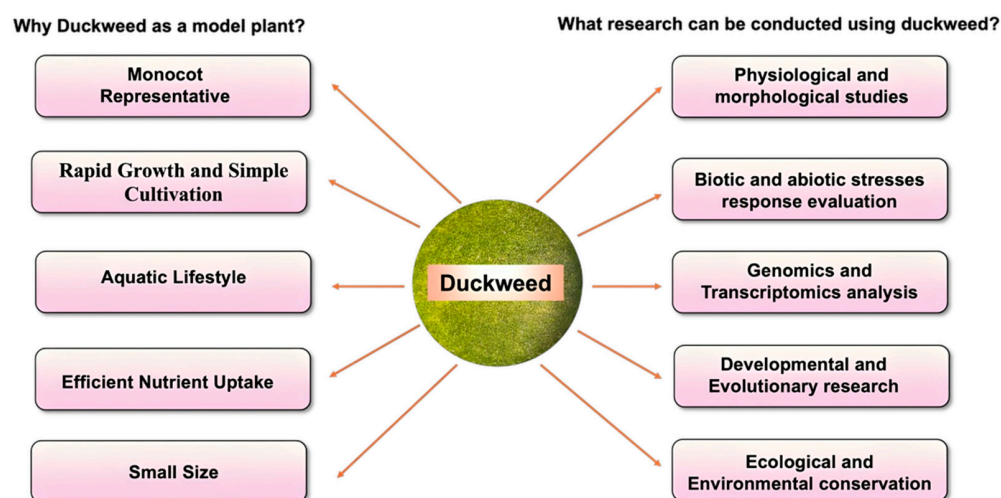 Why Duckweed as a model plant?
Monocot
Representative
Rapid Growth and Simple
Cultivation
Aquatic Lifestyle
Efficient Nutrient Uptake
Small Size
Duckweed
What research can be conducted using duckweed?
Physiological and
morphological studies
Biotic and abiotic stresses
response evaluation
Genomics and
Transcriptomics analysis
Developmental and
Evolutionary research
Ecological and
Environmental conservation